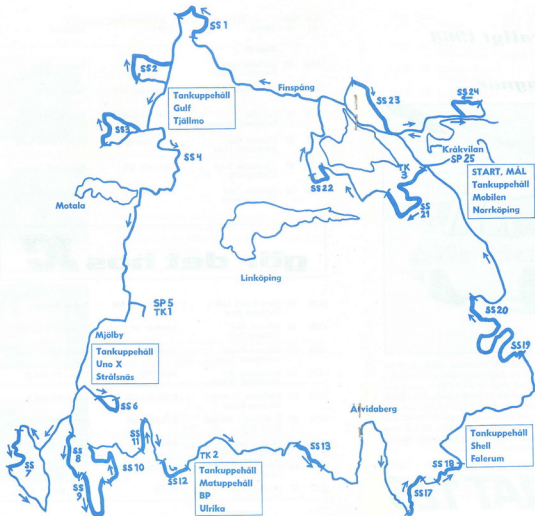 SS 1
SS 2
Tankuppehåll
Gulf
Tjällmo
Finspång
SS 23
SS 24
SS 3
SS 4
Kråkvilan
SP 25
TK
3
SS 22
START, MÅL
Tankuppehåll
Mobilen
Norrköping
SS
21
Motala
Linköping
SP 5
TK 1
SS 20
SS 19
Mjölby
Tankuppehåll
Uno X
Strålsnäs
SS 6
Åtvidaberg
Tankuppehåll
Shell
Falerum
SS
7
SS
8
SS
9
SS 10
SS
11
SS 12
TK 2
Tankuppehåll
Matuppehåll
BP
Ulrika
SS 13
SS 17
SS 18